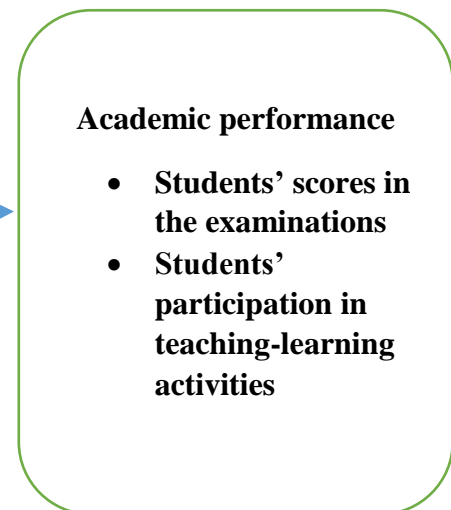 Academic performance
• Students’ scores in
the examinations
• Students’
participation in
teaching-learning
activities